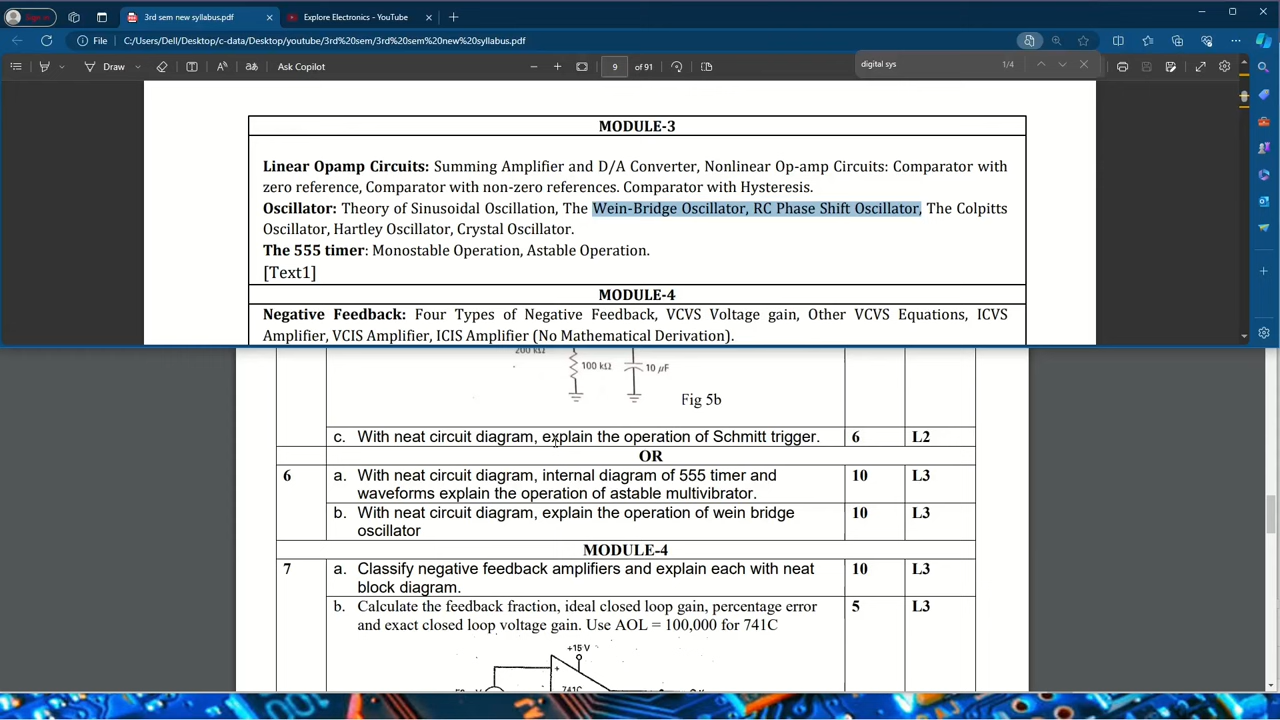 Sign in
3rd sem new syllabus.pdf
Explore Electronics - YouTube
File
C:/Users/Dell/Desktop/c-data/Desktop/youtube/3rd%20sem/3rd%20sem%20new%20syllabus.pdf
Draw
Ask Copilot
9
of 91
digital sys
1/4
MODULE-3
Linear Opamp Circuits: Summing Amplifier and D/A Converter, Nonlinear Op-amp Circuits: Comparator with
zero reference, Comparator with non-zero references. Comparator with Hysteresis.
Oscillator: Theory of Sinusoidal Oscillation, The Wein-Bridge Oscillator, RC Phase Shift Oscillator, The Colpitts
Oscillator, Hartley Oscillator, Crystal Oscillator.
The 555 timer: Monostable Operation, Astable Operation.
[Text1]
MODULE-4
Negative Feedback: Four Types of Negative Feedback, VCVS Voltage gain, Other VCVS Equations, ICVS
Amplifier, VCIS Amplifier, ICIS Amplifier (No Mathematical Derivation).
200 kΩ
100 kΩ
10 µF
Fig 5b
c. With neat circuit diagram, explain the operation of Schmitt trigger. 6 L2
OR
6 a. With neat circuit diagram, internal diagram of 555 timer and 10 L3
waveforms explain the operation of astable multivibrator.
b. With neat circuit diagram, explain the operation of wein bridge 10 L3
oscillator
MODULE-4
7 a. Classify negative feedback amplifiers and explain each with neat 10 L3
block diagram.
b. Calculate the feedback fraction, ideal closed loop gain, percentage error 5 L3
and exact closed loop voltage gain. Use AOL = 100,000 for 741C
+15 V
741C